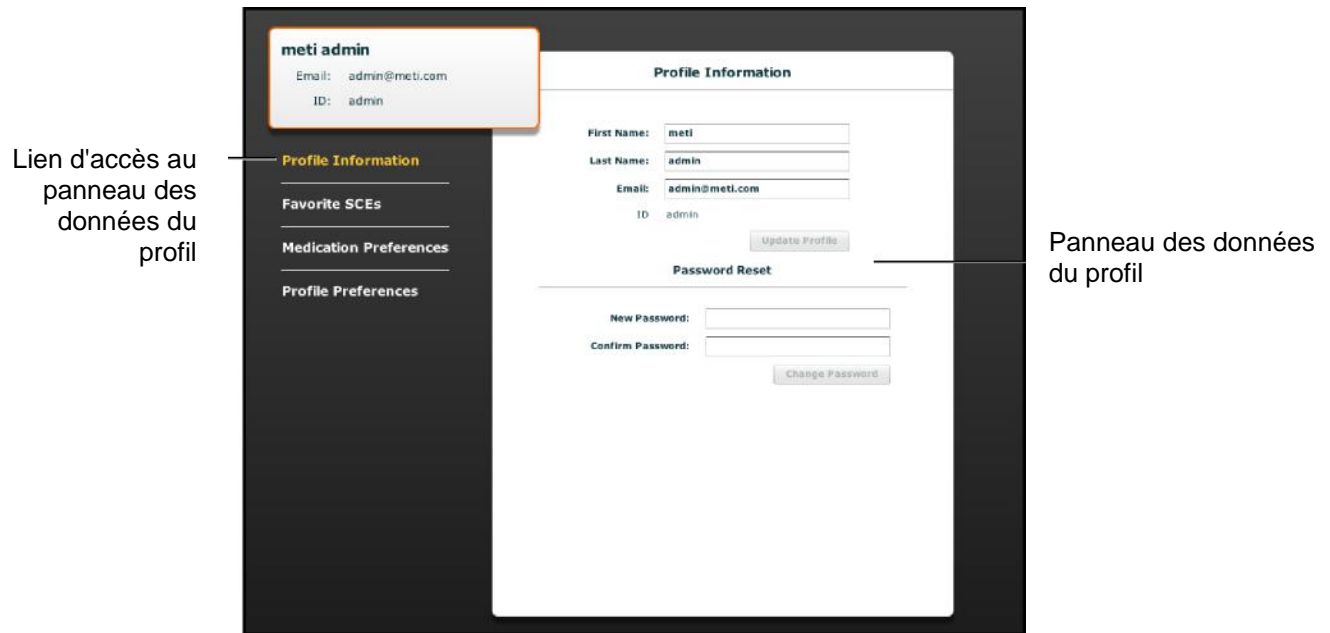 meti admin
Email: admin@meti.com
ID: admin
Lien d'accès au
panneau des
données du
profil
Profile Information
Favorite SCEs
Medication Preferences
Profile Preferences
Profile Information
First Name: meti
Last Name: admin
Email: admin@meti.com
ID admin
Update Profile
Password Reset
New Password:
Confirm Password:
Change Password
Panneau des données
du profil